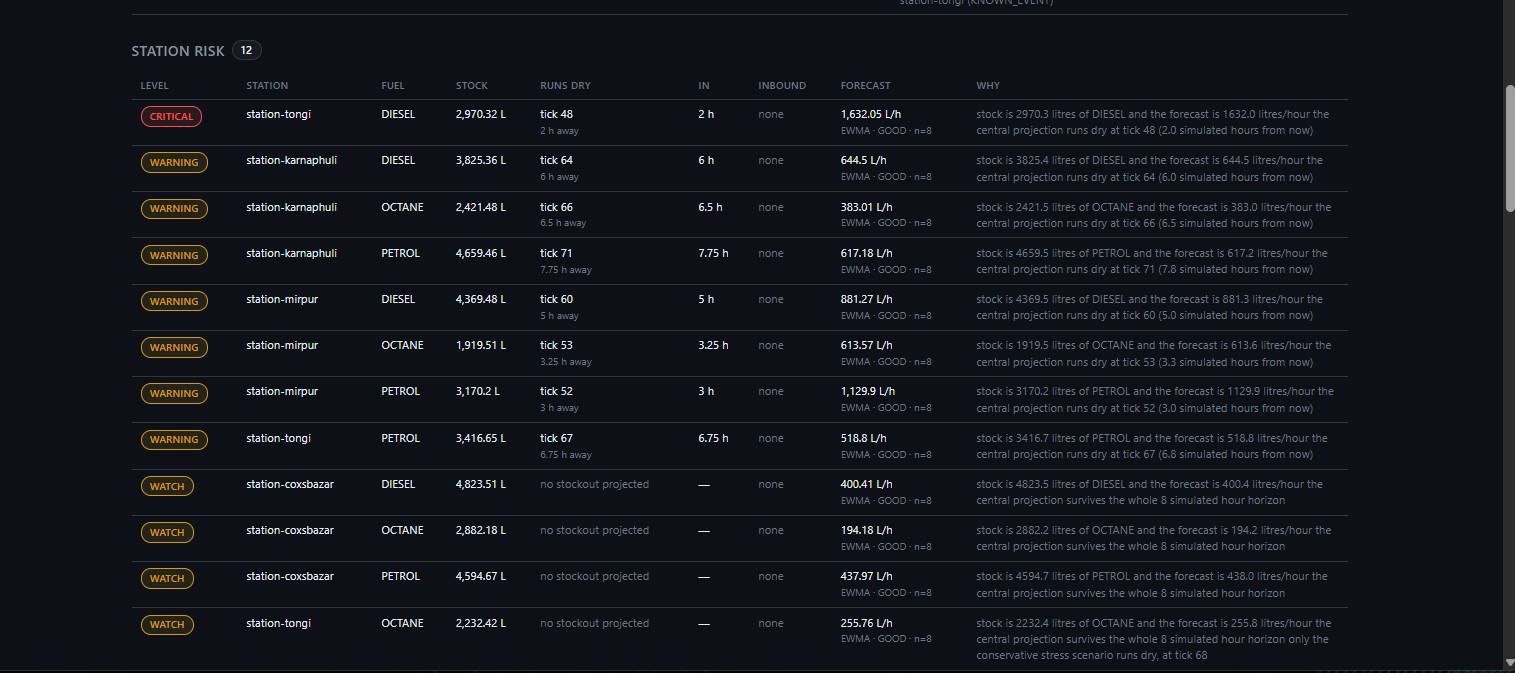 station-tongi (KNOWN_EVENT)
STATION RISK 12
LEVEL STATION FUEL STOCK RUNS DRY IN INBOUND FORECAST WHY
CRITICAL station-tongi DIESEL 2,970.32 L tick 48 2 h none 1,632.05 L/h stock is 2970.3 litres of DIESEL and the forecast is 1632.0 litres/hour the
2 h away EWMA · GOOD · n=8 central projection runs dry at tick 48 (2.0 simulated hours from now)
WARNING station-karnaphuli DIESEL 3,825.36 L tick 64 6 h none 644.5 L/h stock is 3825.4 litres of DIESEL and the forecast is 644.5 litres/hour the
6 h away EWMA · GOOD · n=8 central projection runs dry at tick 64 (6.0 simulated hours from now)
WARNING station-karnaphuli OCTANE 2,421.48 L tick 66 6.5 h none 383.01 L/h stock is 2421.5 litres of OCTANE and the forecast is 383.0 litres/hour the
6.5 h away EWMA · GOOD · n=8 central projection runs dry at tick 66 (6.5 simulated hours from now)
WARNING station-karnaphuli PETROL 4,659.46 L tick 71 7.75 h none 617.18 L/h stock is 4659.5 litres of PETROL and the forecast is 617.2 litres/hour the
7.75 h away EWMA · GOOD · n=8 central projection runs dry at tick 71 (7.8 simulated hours from now)
WARNING station-mirpur DIESEL 4,369.48 L tick 60 5 h none 881.27 L/h stock is 4369.5 litres of DIESEL and the forecast is 881.3 litres/hour the
5 h away EWMA · GOOD · n=8 central projection runs dry at tick 60 (5.0 simulated hours from now)
WARNING station-mirpur OCTANE 1,919.51 L tick 53 3.25 h none 613.57 L/h stock is 1919.5 litres of OCTANE and the forecast is 613.6 litres/hour the
3.25 h away EWMA · GOOD · n=8 central projection runs dry at tick 53 (3.3 simulated hours from now)
WARNING station-mirpur PETROL 3,170.2 L tick 52 3 h none 1,129.9 L/h stock is 3170.2 litres of PETROL and the forecast is 1129.9 litres/hour the
3 h away EWMA · GOOD · n=8 central projection runs dry at tick 52 (3.0 simulated hours from now)
WARNING station-tongi PETROL 3,416.65 L tick 67 6.75 h none 518.8 L/h stock is 3416.7 litres of PETROL and the forecast is 518.8 litres/hour the
6.75 h away EWMA · GOOD · n=8 central projection runs dry at tick 67 (6.8 simulated hours from now)
WATCH station-coxsbazar DIESEL 4,823.51 L no stockout projected — none 400.41 L/h stock is 4823.5 litres of DIESEL and the forecast is 400.4 litres/hour the
EWMA · GOOD · n=8 central projection survives the whole 8 simulated hour horizon
WATCH station-coxsbazar OCTANE 2,882.18 L no stockout projected — none 194.18 L/h stock is 2882.2 litres of OCTANE and the forecast is 194.2 litres/hour the
EWMA · GOOD · n=8 central projection survives the whole 8 simulated hour horizon
WATCH station-coxsbazar PETROL 4,594.67 L no stockout projected — none 437.97 L/h stock is 4594.7 litres of PETROL and the forecast is 438.0 litres/hour the
EWMA · GOOD · n=8 central projection survives the whole 8 simulated hour horizon
WATCH station-tongi OCTANE 2,232.42 L no stockout projected — none 255.76 L/h stock is 2232.4 litres of OCTANE and the forecast is 255.8 litres/hour the
EWMA · GOOD · n=8 central projection survives the whole 8 simulated hour horizon only the
conservative stress scenario runs dry, at tick 68